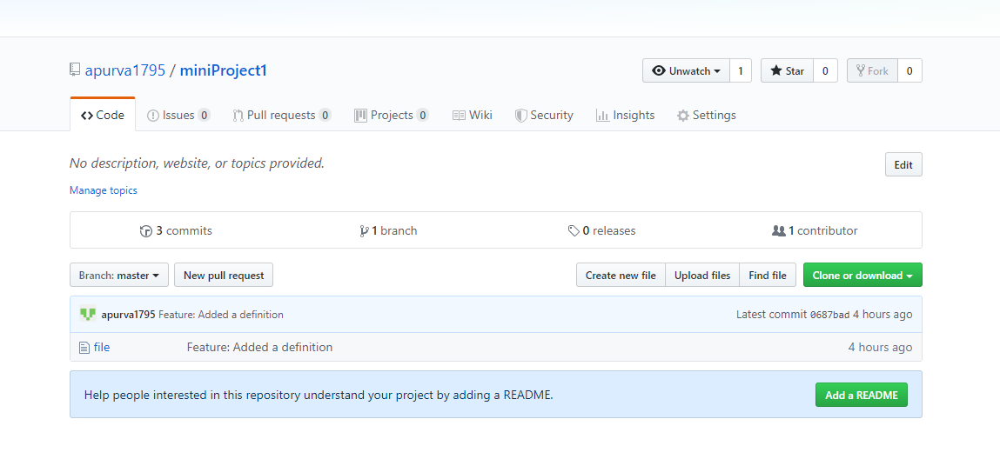 apurva1795 / miniProject1 Unwatch 1 Star 0 Fork 0
Code Issues 0 Pull requests 0 Projects 0 Wiki Security Insights Settings
No description, website, or topics provided. Edit
Manage topics
3 commits 1 branch 0 releases 1 contributor
Branch: master New pull request Create new file Upload files Find file Clone or download
apurva1795 Feature: Added a definition Latest commit 0687bad 4 hours ago
file Feature: Added a definition 4 hours ago
Help people interested in this repository understand your project by adding a README. Add a README